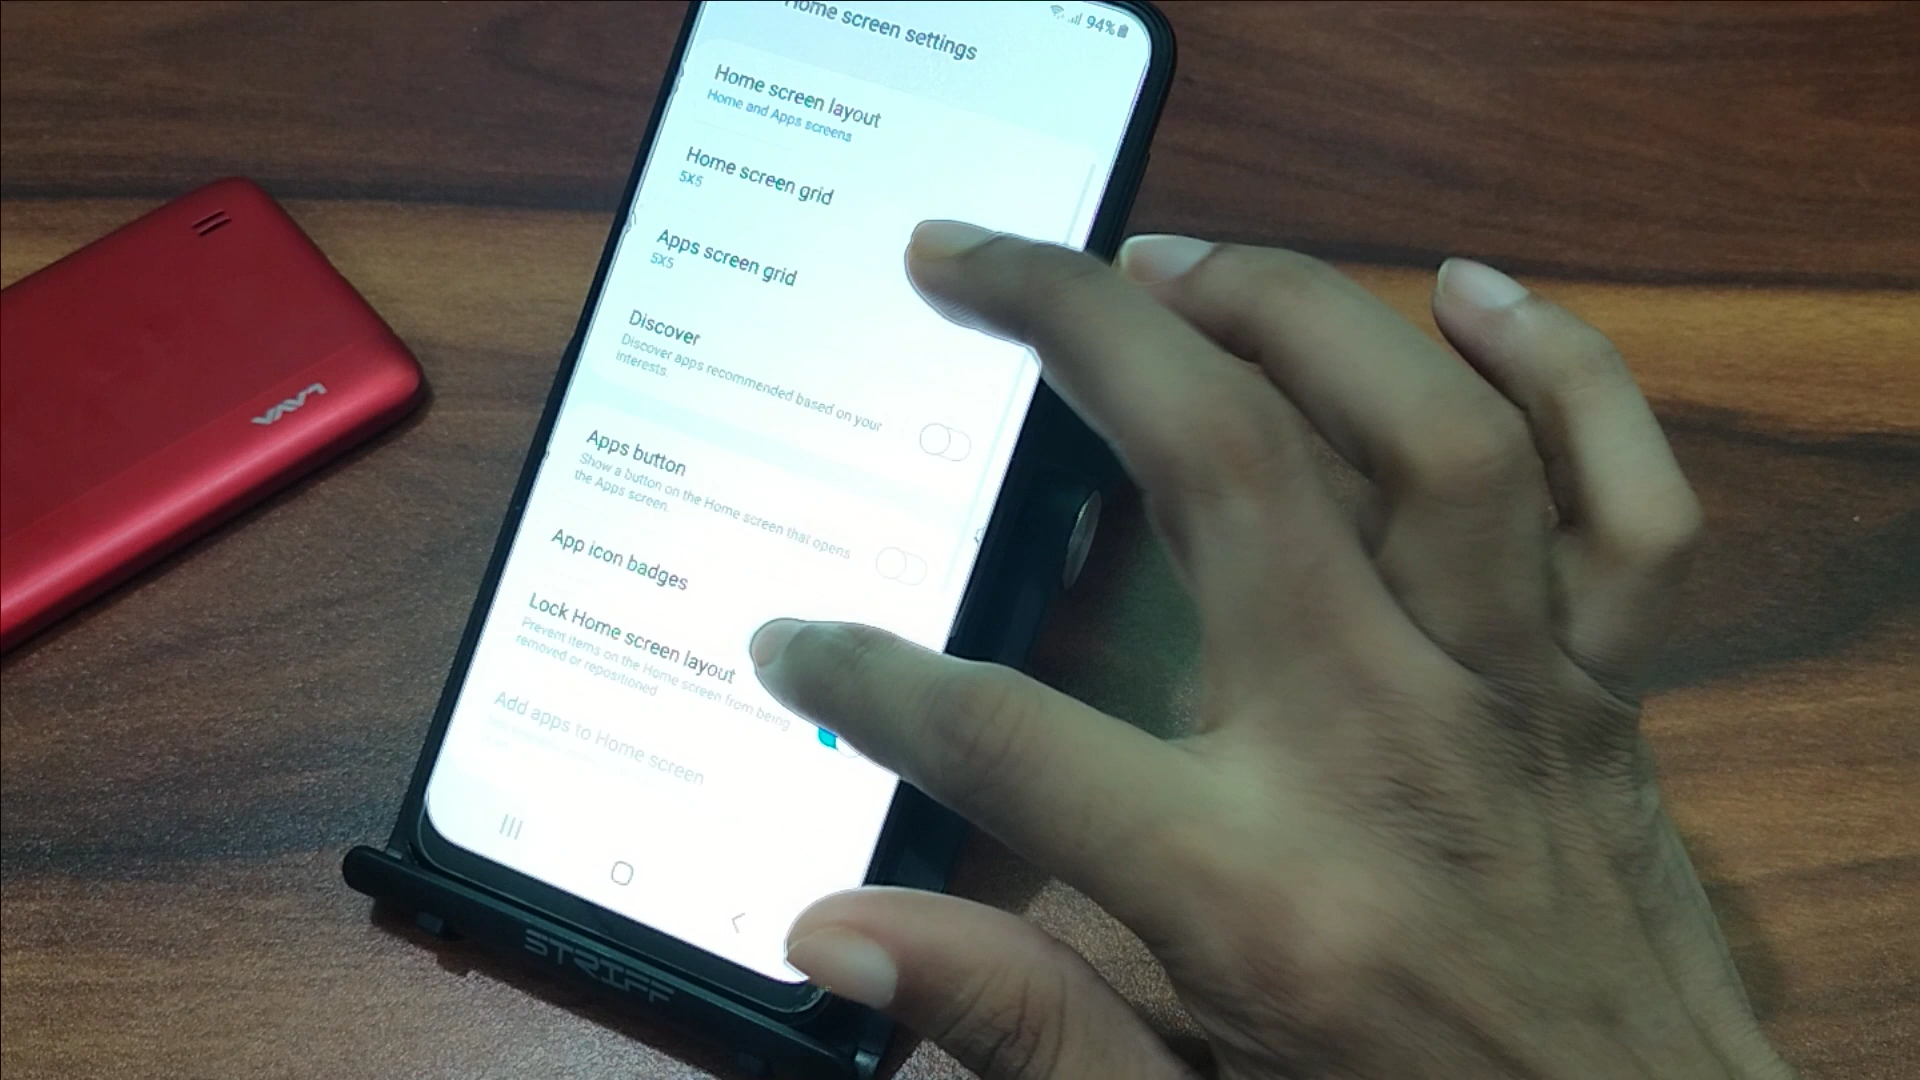 Home screen settings
94%
Home screen layout
Home and Apps screens
Home screen grid
5X5
Apps screen grid
5X5
Discover
Discover apps recommended based on your
interests.
Apps button
Show a button on the Home screen that opens
the Apps screen.
App icon badges
Lock Home screen layout
Prevent items on the Home screen from being
removed or repositioned
Add apps to Home screen
STRIFF
LAVA